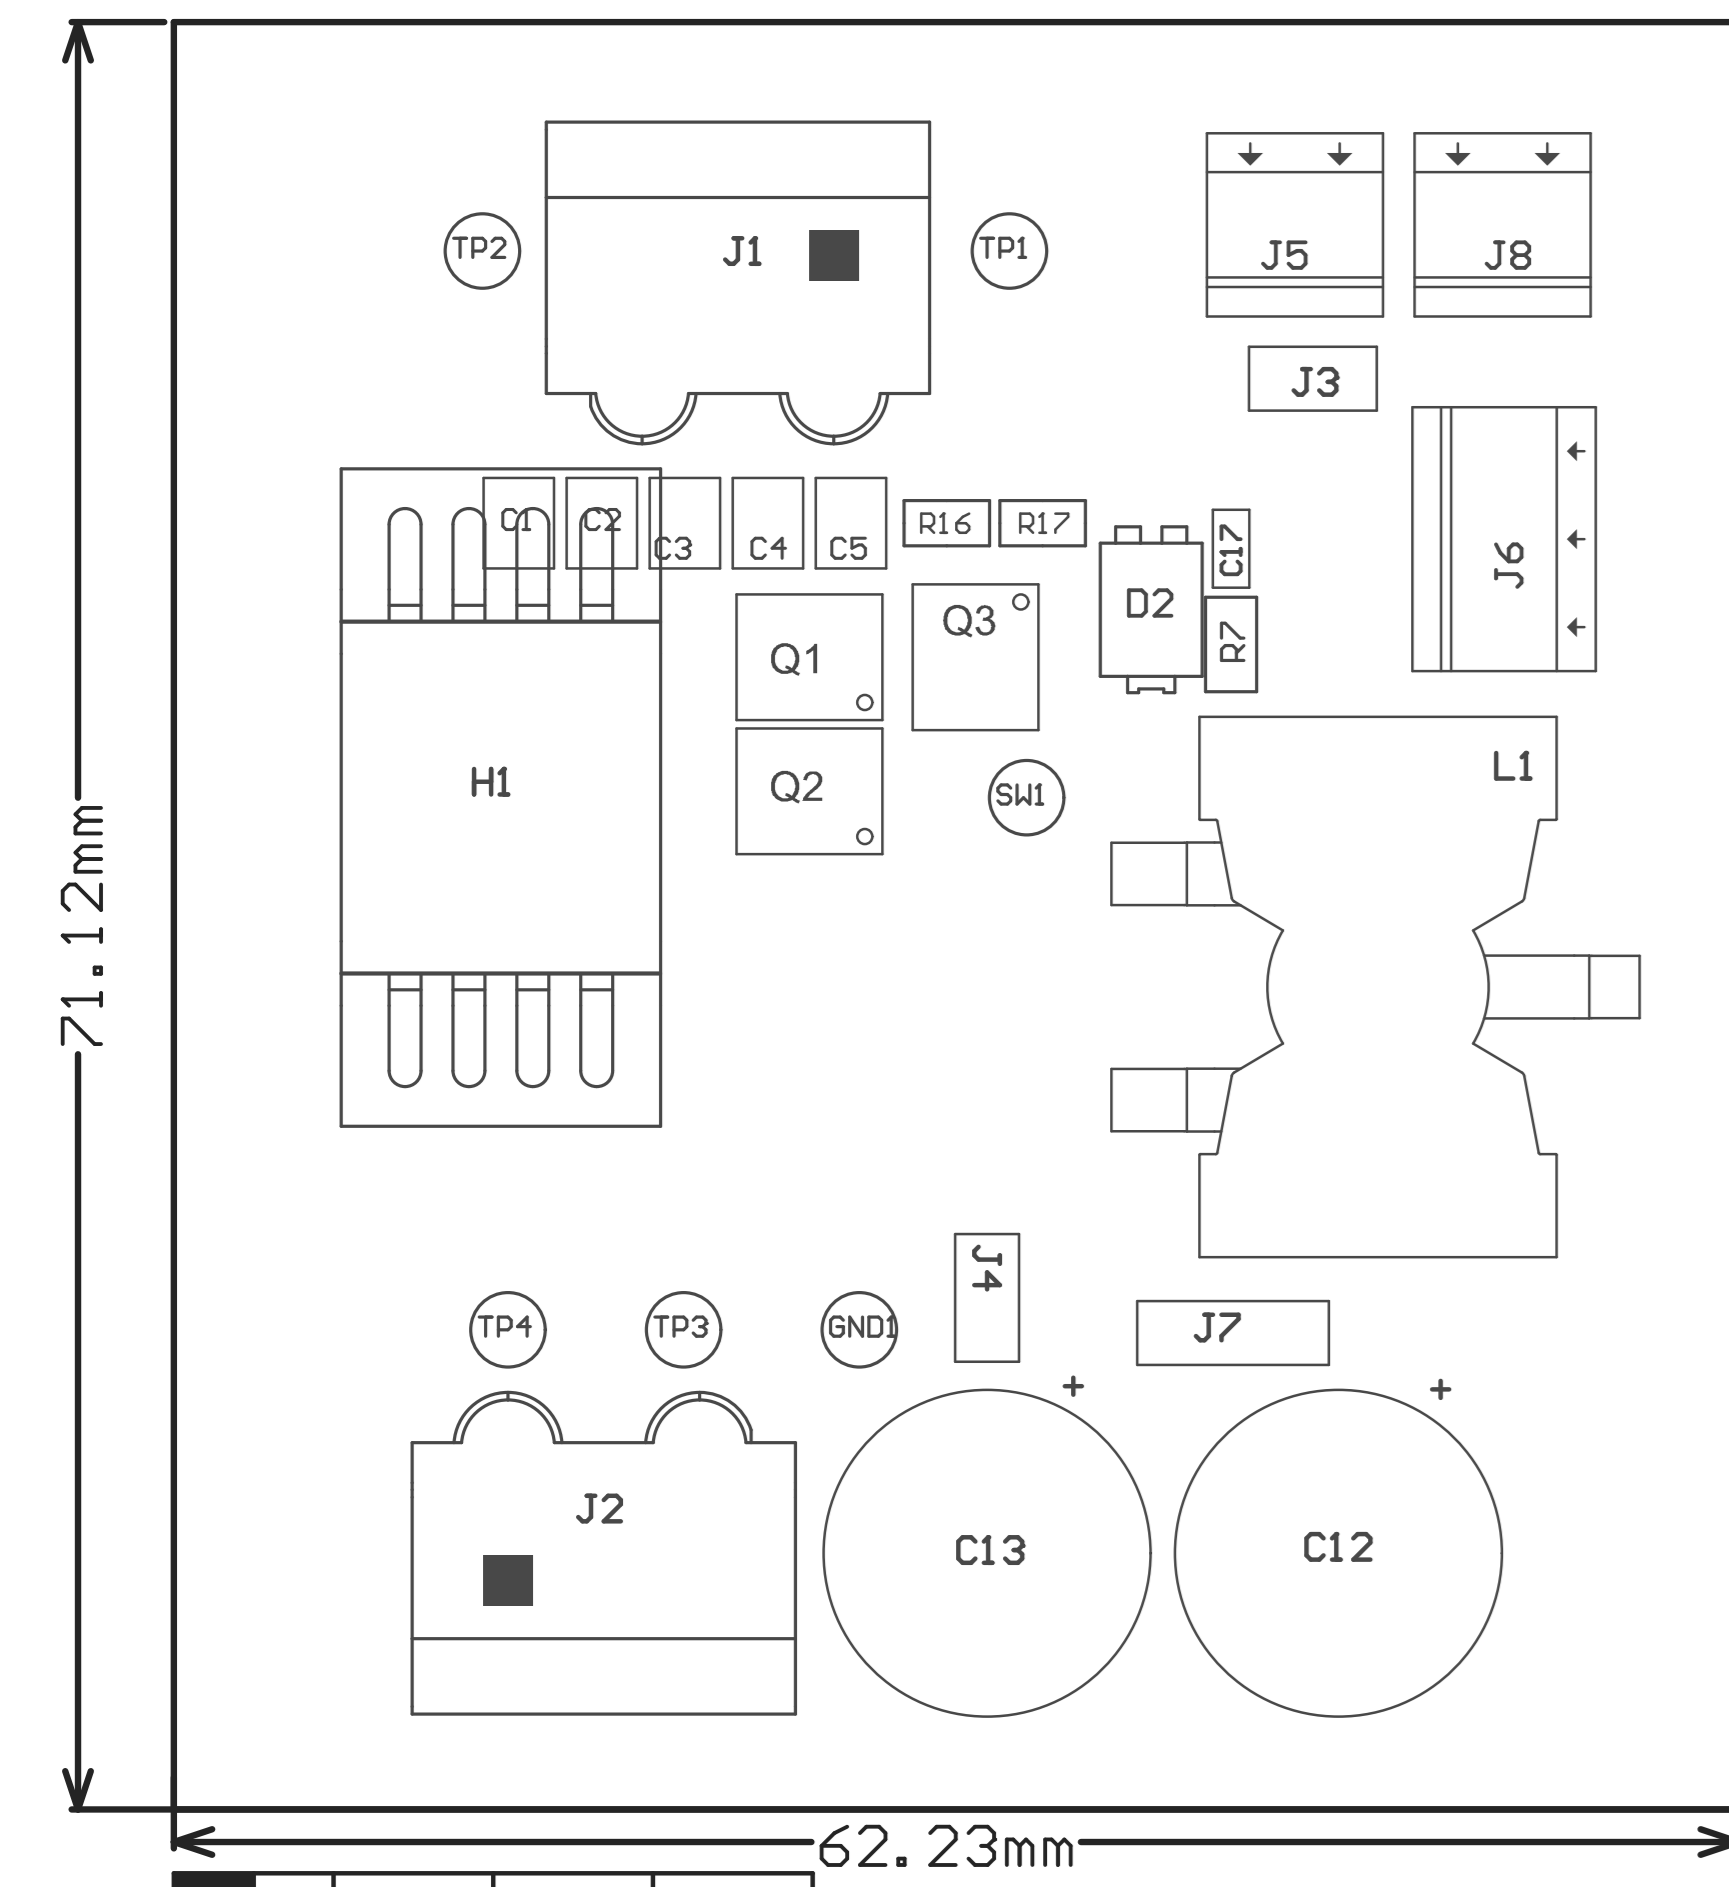 J1
TP2
TP1
J5
J8
J3
C1
C2
C3
C4
C5
R16
R17
C17
J6
D2
Q3
R7
Q1
Q2
H1
SW1
L1
71.12mm
J4
TP4
TP3
GND1
J7
+
+
J2
C13
C12
62.23mm